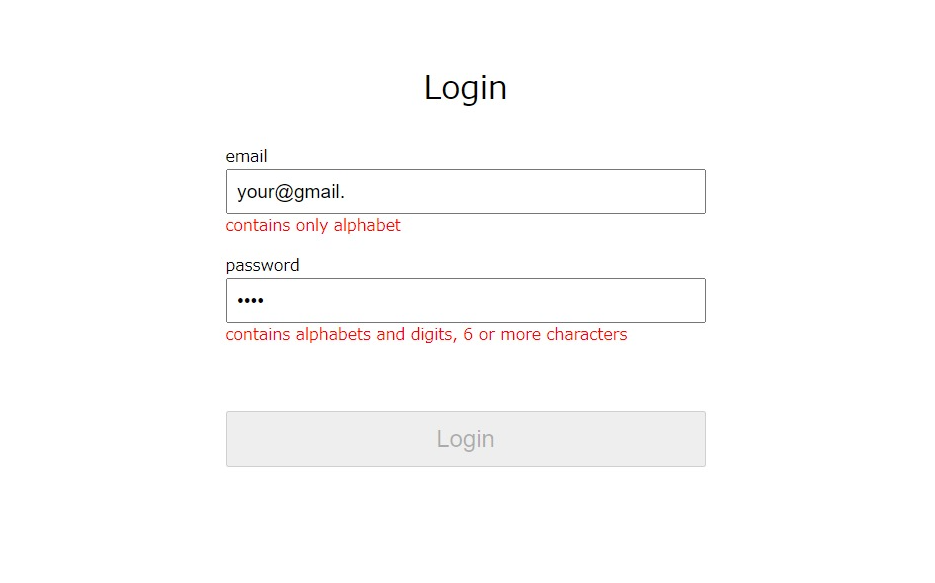 Login
email
your@gmail.
contains only alphabet
password
••••
contains alphabets and digits, 6 or more characters
Login